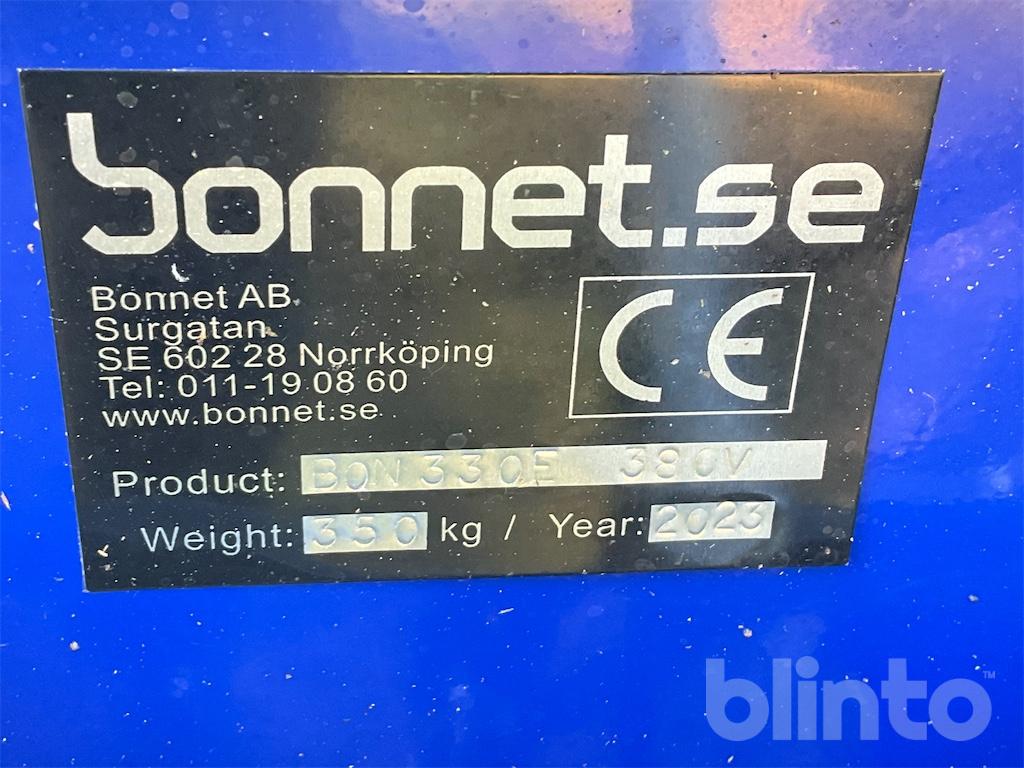 bonnet.se
Bonnet AB
Surgatan
SE 602 28 Norrköping
Tel: 011-19 08 60
www.bonnet.se
CE
Product: BON 330E 380V
Weight: 350 kg / Year: 2023
blinto™